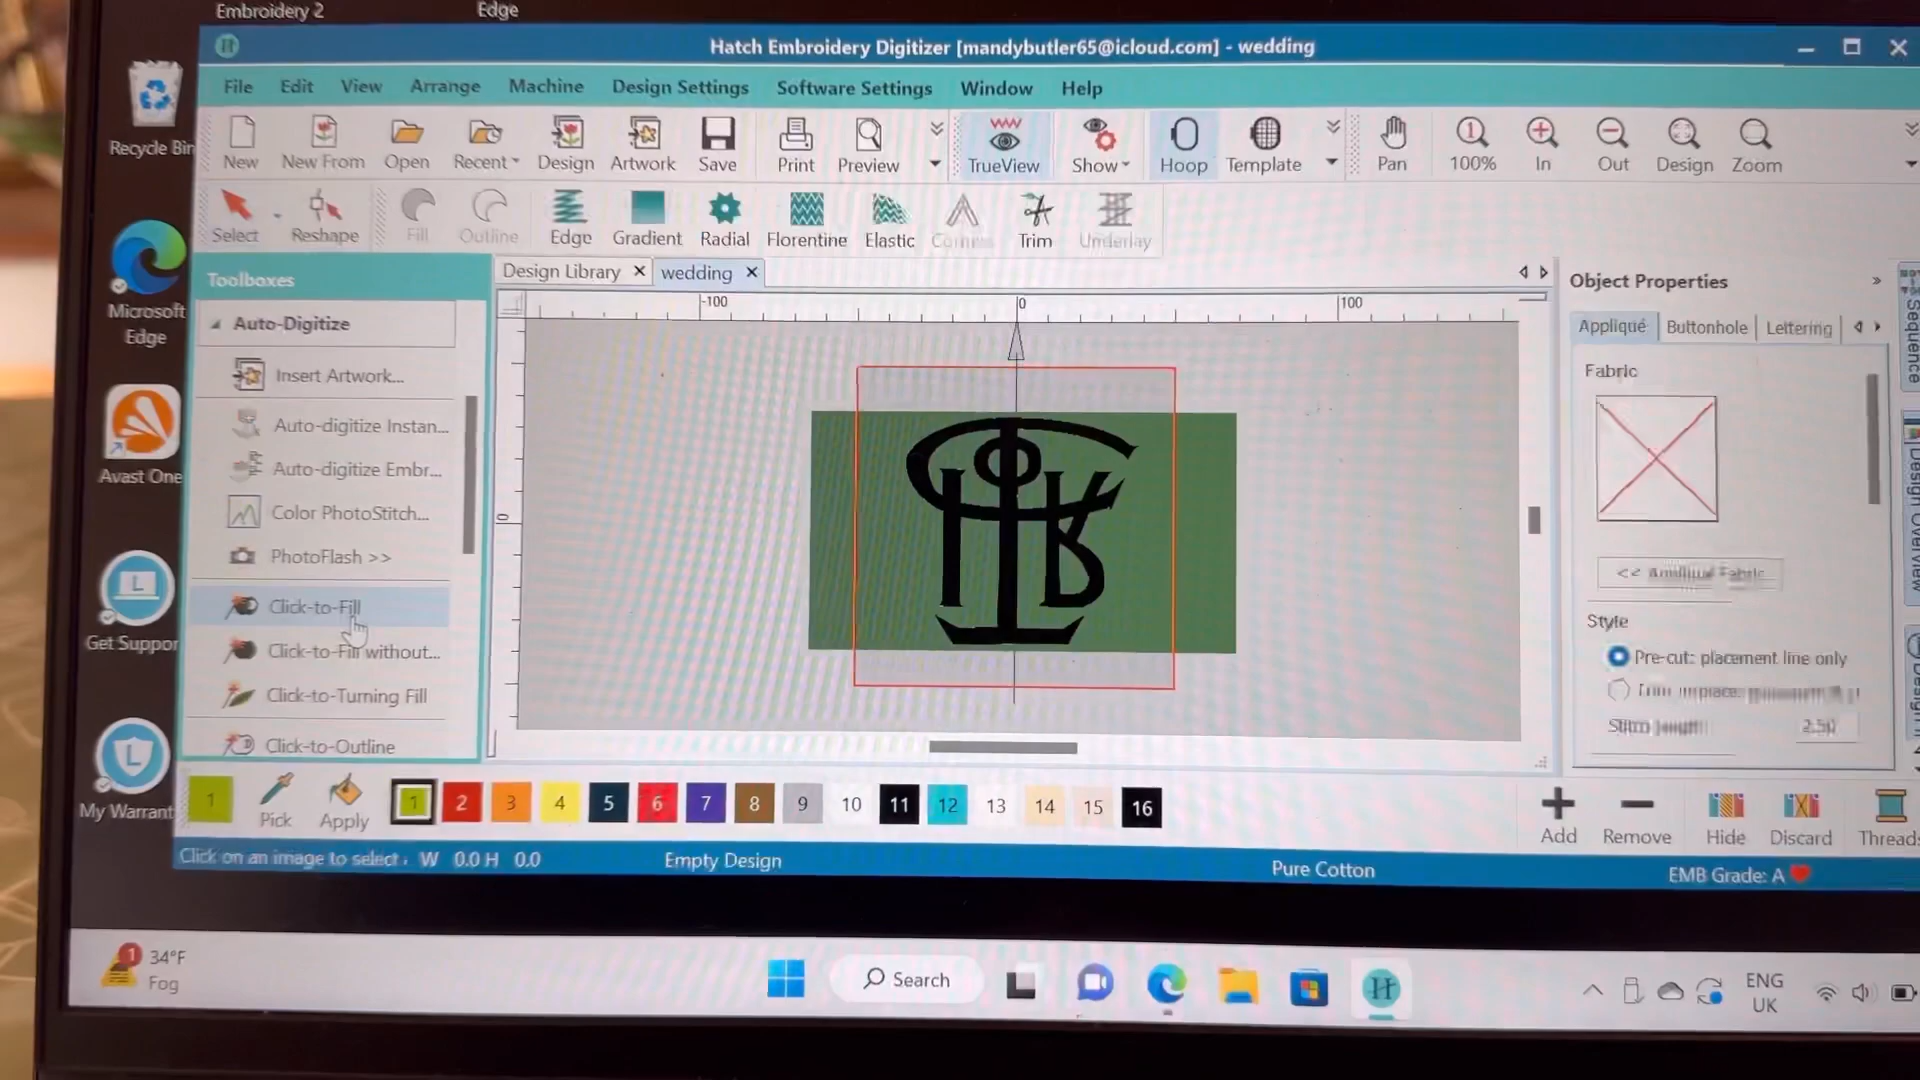 Embroidery 2
Edge
Hatch Embroidery Digitizer [mandybutler65@icloud.com] - wedding
File Edit View Arrange Machine Design Settings Software Settings Window Help
New New From Open Recent Design Artwork Save Print Preview TrueView Show Hoop Template Pan 1 100% In Out Design Zoom
Recycle Bin
Select Reshape Fill Outline Edge Gradient Radial Florentine Elastic Trim Underlay
Toolboxes
Design Library wedding
Object Properties
Auto-Digitize
-100 0 100
Appliqué Buttonhole Lettering
Sequence
Microsoft
Edge
Insert Artwork...
Fabric
Auto-digitize Instan...
Auto-digitize Embr...
Avast One
Color PhotoStitch...
0
Design Overview
PhotoFlash >>
Click-to-Fill
Style
Get Suppor
L
Click-to-Fill without...
Pre-cut: placement line only
Click-to-Turning Fill
Click-to-Outline
2.50
L
My Warrant
1 Pick Apply 1 2 3 4 5 6 7 8 9 10 11 12 13 14 15 16
Add Remove Hide Discard Thread
Click on an image to select. W 0.0 H 0.0 Empty Design Pure Cotton EMB Grade: A
1 34°F
Fog
Search
ENG
UK